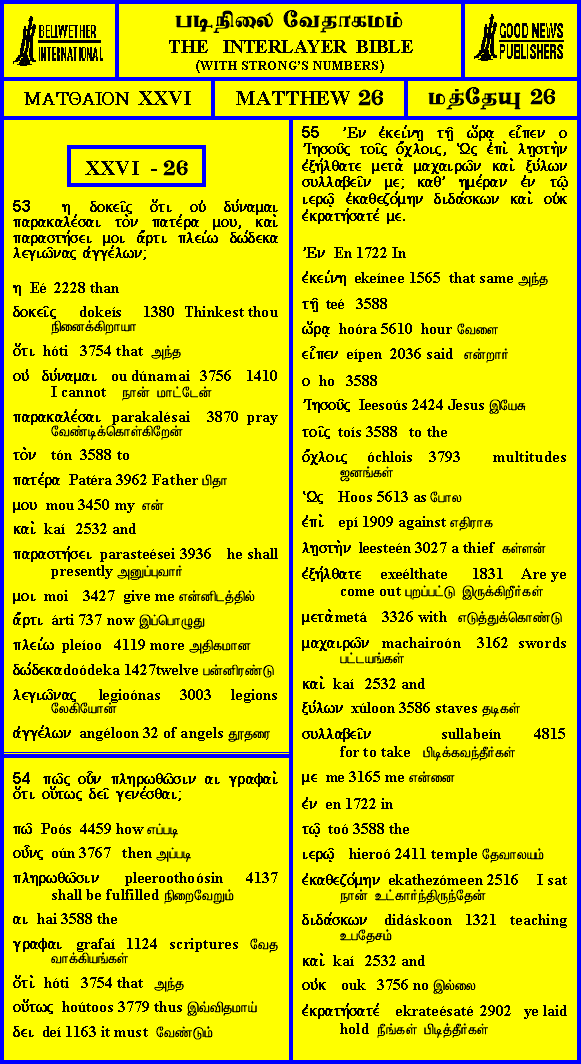 BELLWETHER
INTERNATIONAL
படிநிலை வேதாகமம்
THE INTERLAYER BIBLE
(WITH STRONG'S NUMBERS)
GOOD NEWS
PUBLISHERS
ΜΑΤΘΑΙΟΝ XXVI
MATTHEW 26
மத்தேயு 26
XXVI - 26
53 η δοκεῖς ὅτι οὐ δύναμαι
παρακαλέσαι τὸν πατέρα μου, καὶ
παραστήσει μοι ἄρτι πλείω δώδεκα
λεγιῶνας ἀγγέλων;
η Eé 2228 than
δοκεῖς dokeís 1380 Thinkest thou
நினைக்கிறாயா
ὅτι hóti 3754 that அந்த
οὐ δύναμαι ou dúnamai 3756 1410
I cannot நான் மாட்டேன்
παρακαλέσαι parakalésai 3870 pray
வேண்டிக்கொள்கிறேன்
τὸν tón 3588 to
πατέρα Patéra 3962 Father பிதா
μου mou 3450 my என்
καὶ kaí 2532 and
παραστήσει parasteései 3936 he shall
presently அனுப்புவார்
μοι moi 3427 give me என்னிடத்தில்
ἄρτι árti 737 now இப்பொழுது
πλείω pleíoo 4119 more அதிகமான
δώδεκα doódeka 1427 twelve பன்னிரண்டு
λεγιῶνας legioónas 3003 legions
லேகியோன்
ἀγγέλων angéloon 32 of angels தூதரை
54 πῶς οὖν πληρωθῶσιν αι γραφαὶ
ὅτι οὕτως δεῖ γενέσθαι;
πῶ Poós 4459 how எப்படி
οὖνς oún 3767 then அப்படி
πληρωθῶσιν pleeroothoósin 4137
shall be fulfilled நிறைவேறும்
αι hai 3588 the
γραφαι grafaí 1124 scriptures வேத
வாக்கியங்கள்
ὅτὶ hóti 3754 that அந்த
οὕτως hoútoos 3779 thus இவ்விதமாய்
δει deí 1163 it must வேண்டும்
55 Ἐν ἐκείνῃ τῇ ὥρᾳ εἶπεν ο
Ἰησοῦς τοῖς ὄχλοις, Ὡς ἐπὶ λῃστὴν
ἐξήλθατε μετὰ μαχαιρῶν καὶ ξύλων
συλλαβεῖν με; καθ' ημέραν ἐν τῷ
ιερῷ ἐκαθεζόμην διδάσκων καὶ οὐκ
ἐκρατήσατέ με.
Ἐν En 1722 In
ἐκείνῃ ekeínee 1565 that same அந்த
τῇ teé 3588
ὥρᾳ hoóra 5610 hour வேளை
εἶπεν eípen 2036 said என்றார்
ο ho 3588
Ἰησοῦς Ieesoús 2424 Jesus இயேசு
τοῖς toís 3588 to the
ὄχλοις óchlois 3793 multitudes
ஜனங்கள்
Ὡς Hoos 5613 as போல
ἐπὶ epí 1909 against எதிராக
λῃστὴν leesteén 3027 a thief கள்ளன்
ἐξήλθατε exeélthate 1831 Are ye
come out புறப்பட்டு இருக்கிறீர்கள்
μετὰ metá 3326 with எடுத்துக்கொண்டு
μαχαιρῶν machairoón 3162 swords
பட்டயங்கள்
καὶ kaí 2532 and
ξύλων xúloon 3586 staves தடிகள்
συλλαβεῖν sullabeín 4815
for to take பிடிக்கவந்தீர்கள்
με me 3165 me என்னை
ἐν en 1722 in
τῷ toó 3588 the
ιερῷ hieroó 2411 temple தேவாலயம்
ἐκαθεζόμην ekathezómeen 2516 I sat
நான் உட்கார்ந்திருந்தேன்
διδάσκων didáskoon 1321 teaching
உபதேசம்
καὶ kaí 2532 and
οὐκ ouk 3756 no இல்லை
ἐκρατήσατέ ekrateésaté 2902 ye laid
hold நீங்கள் பிடித்தீர்கள்